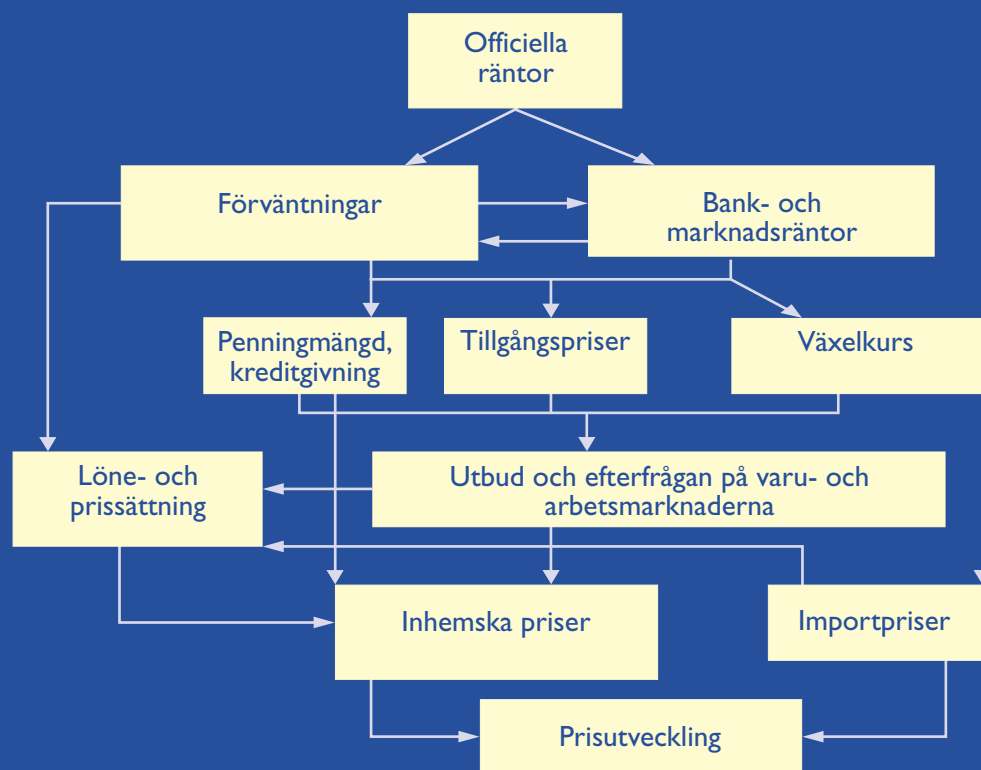 Officiella
räntor
Förväntningar
Bank- och
marknadsräntor
Penningmängd,
kreditgivning
Tillgångspriser
Växelkurs
Löne- och
prissättning
Utbud och efterfrågan på varu- och
arbetsmarknaderna
Inhemska priser
Importpriser
Prisutveckling